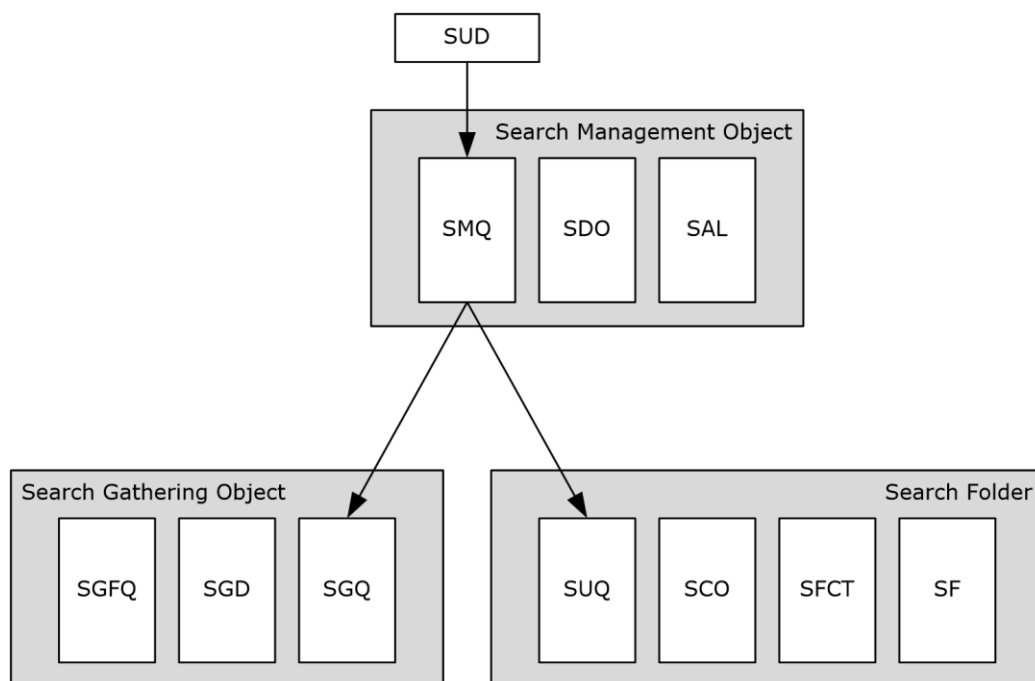 SUD
Search Management Object
SMQ
SDO
SAL
Search Gathering Object
SGFQ
SGD
SGQ
Search Folder
SUQ
SCO
SFCT
SF